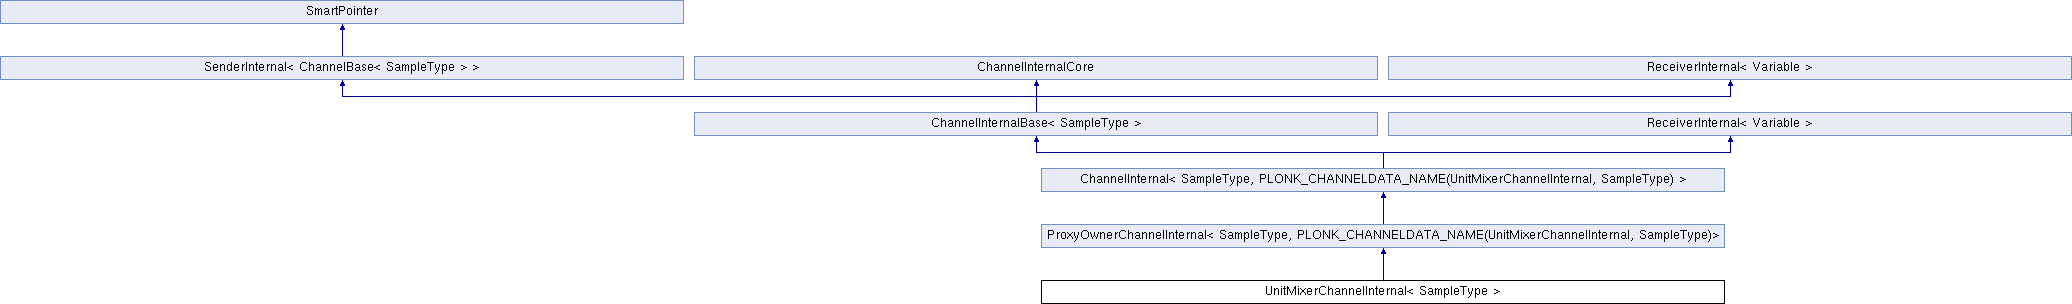 SmartPointer
SenderInternal< ChannelBase< SampleType > >
ChannelInternalCore
ReceiverInternal< Variable >
ChannelInternalBase< SampleType >
ReceiverInternal< Variable >
ChannelInternal< SampleType, PLONK_CHANNELDATA_NAME(UnitMixerChannelInternal, SampleType) >
ProxyOwnerChannelInternal< SampleType, PLONK_CHANNELDATA_NAME(UnitMixerChannelInternal, SampleType)>
UnitMixerChannelInternal< SampleType >